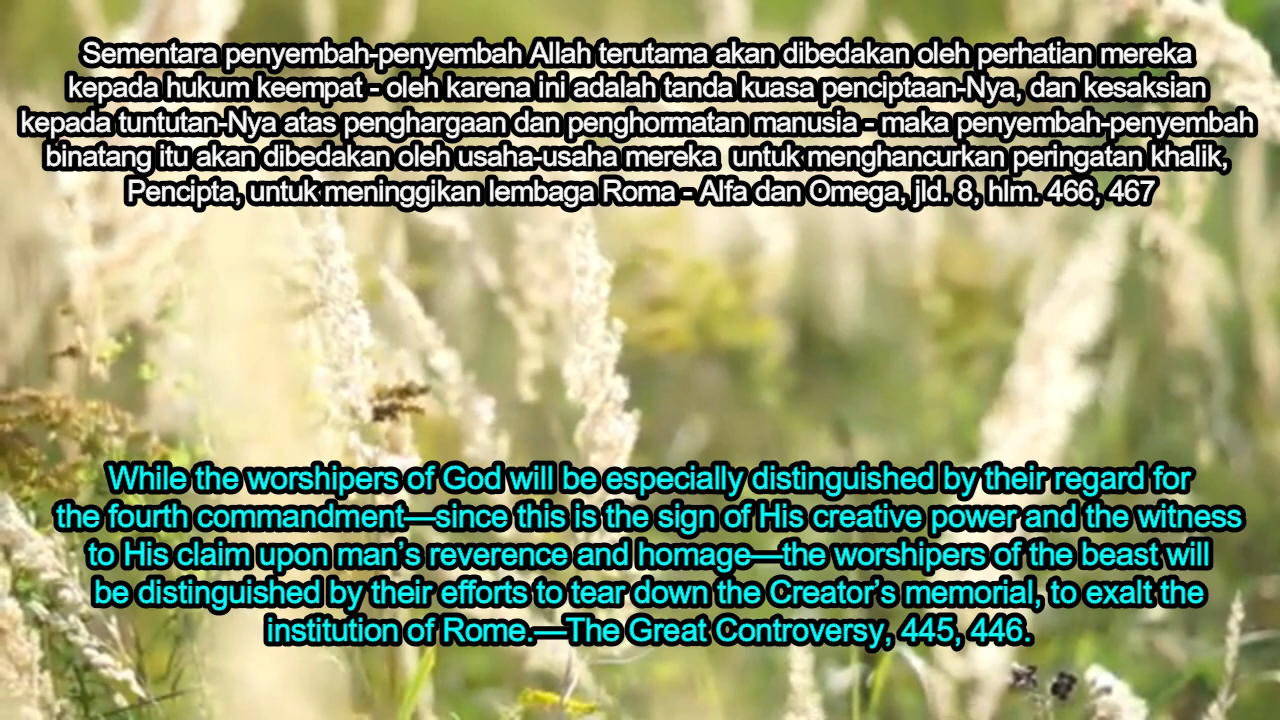 Sementara penyembah-penyembah Allah terutama akan dibedakan oleh perhatian mereka
kepada hukum keempat - oleh karena ini adalah tanda kuasa penciptaan-Nya, dan kesaksian
kepada tuntutan-Nya atas penghargaan dan penghormatan manusia - maka penyembah-penyembah
binatang itu akan dibedakan oleh usaha-usaha mereka  untuk menghancurkan peringatan khalik,
Pencipta, untuk meninggikan lembaga Roma - Alfa dan Omega, jld. 8, hlm. 466, 467
While the worshipers of God will be especially distinguished by their regard for
the fourth commandment—since this is the sign of His creative power and the witness
to His claim upon man’s reverence and homage—the worshipers of the beast will
be distinguished by their efforts to tear down the Creator’s memorial, to exalt the
institution of Rome.—The Great Controversy, 445, 446.